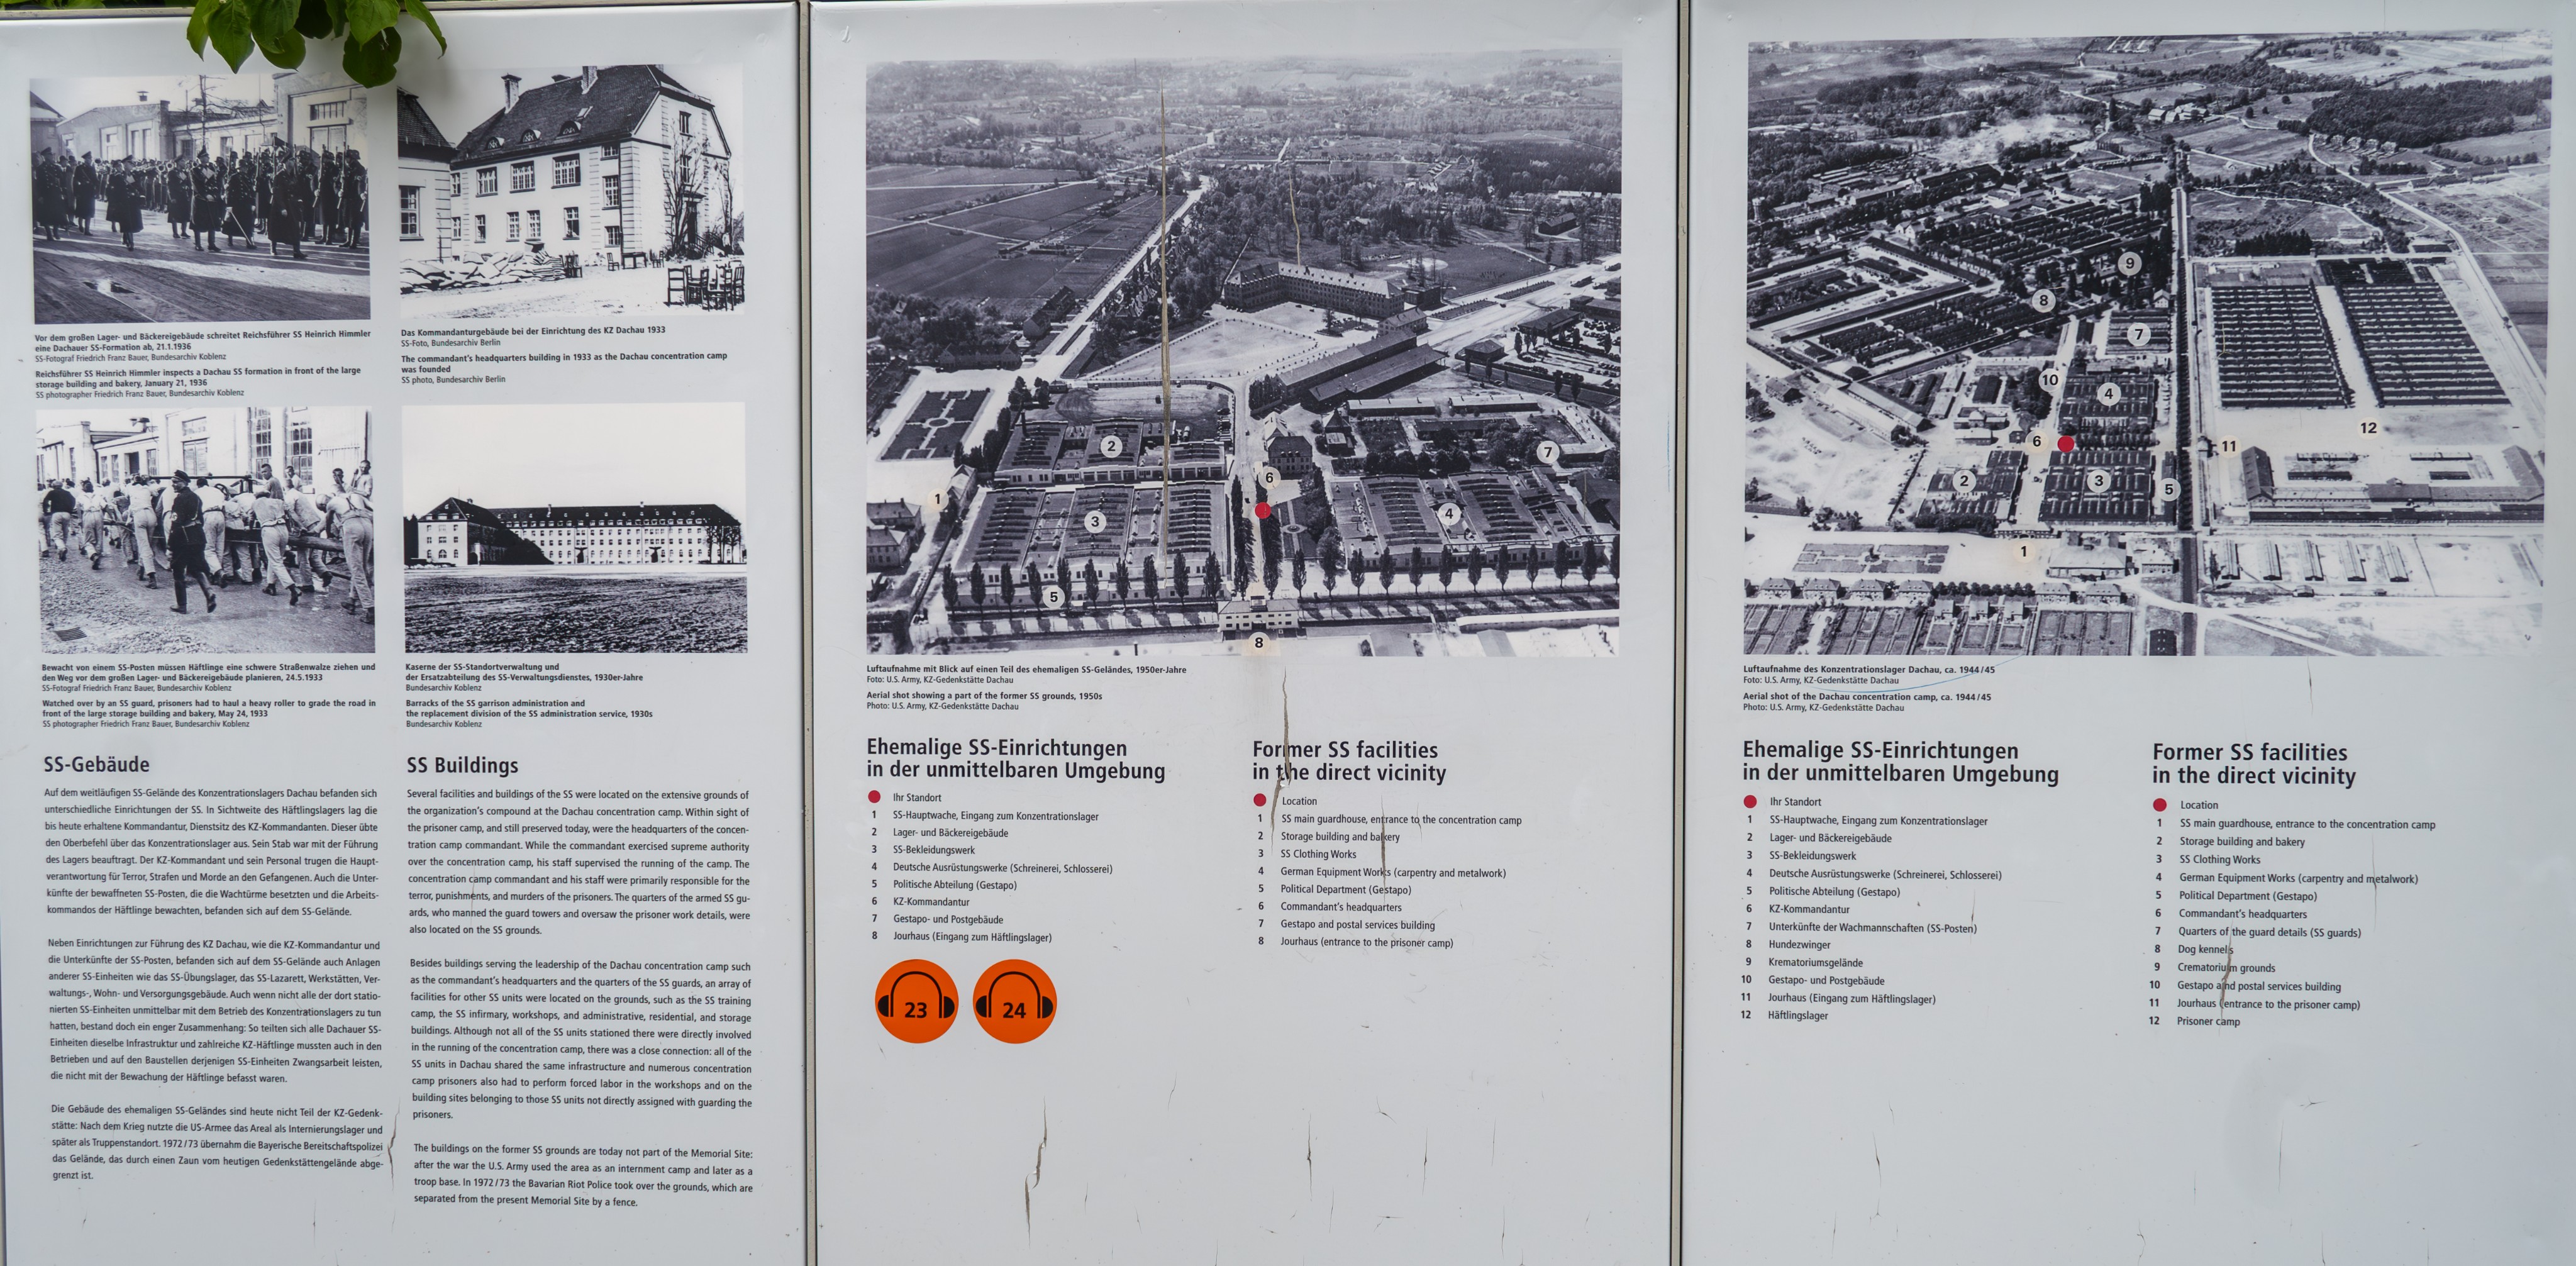 Vor dem großen Lager- und Bäckereigebäude schreitet Reichsführer SS Heinrich Himmler
eine Dachauer SS-Formation ab, 21.1.1936
SS-Fotograf Friedrich Franz Bauer, Bundesarchiv Koblenz
Reichsführer SS Heinrich Himmler inspects a Dachau SS formation in front of the large
storage building and bakery, January 21, 1936
SS photographer Friedrich Franz Bauer, Bundesarchiv Koblenz
Das Kommandanturgebäude bei der Einrichtung des KZ Dachau 1933
SS-Foto, Bundesarchiv Berlin
The commandant's headquarters building in 1933 as the Dachau concentration camp
was founded
SS photo, Bundesarchiv Berlin
Bewacht von einem SS-Posten müssen Häftlinge eine schwere Straßenwalze ziehen und
den Weg vor dem großen Lager- und Bäckereigebäude planieren, 24.5.1933
SS-Fotograf Friedrich Franz Bauer, Bundesarchiv Koblenz
Watched over by an SS guard, prisoners had to haul a heavy roller to grade the road in
front of the large storage building and bakery, May 24, 1933
SS photographer Friedrich Franz Bauer, Bundesarchiv Koblenz
Kaserne der SS-Standortverwaltung und
der Ersatzabteilung des SS-Verwaltungsdienstes, 1930er-Jahre
Bundesarchiv Koblenz
Barracks of the SS garrison administration and
the replacement division of the SS administration service, 1930s
Bundesarchiv Koblenz
SS-Gebäude
Auf dem weitläufigen SS-Gelände des Konzentrationslagers Dachau befanden sich
unterschiedliche Einrichtungen der SS. In Sichtweite des Häftlingslagers lag die
bis heute erhaltene Kommandantur, Dienstsitz des KZ-Kommandanten. Dieser übte
den Oberbefehl über das Konzentrationslager aus. Sein Stab war mit der Führung
des Lagers beauftragt. Der KZ-Kommandant und sein Personal trugen die Haupt-
verantwortung für Terror, Strafen und Morde an den Gefangenen. Auch die Unter-
künfte der bewaffneten SS-Posten, die die Wachtürme besetzten und die Arbeits-
kommandos der Häftlinge bewachten, befanden sich auf dem SS-Gelände.
Neben Einrichtungen zur Führung des KZ Dachau, wie die KZ-Kommandantur und
die Unterkünfte der SS-Posten, befanden sich auf dem SS-Gelände auch Anlagen
anderer SS-Einheiten wie das SS-Übungslager, das SS-Lazarett, Werkstätten, Ver-
waltungs-, Wohn- und Versorgungsgebäude. Auch wenn nicht alle der dort statio-
nierten SS-Einheiten unmittelbar mit dem Betrieb des Konzentrationslagers zu tun
hatten, bestand doch ein enger Zusammenhang: So teilten sich alle Dachauer SS-
Einheiten dieselbe Infrastruktur und zahlreiche KZ-Häftlinge mussten auch in den
Betrieben und auf den Baustellen derjenigen SS-Einheiten Zwangsarbeit leisten,
die nicht mit der Bewachung der Häftlinge befasst waren.
Die Gebäude des ehemaligen SS-Geländes sind heute nicht Teil der KZ-Gedenk-
stätte: Nach dem Krieg nutzte die US-Armee das Areal als Internierungslager und
später als Truppenstandort. 1972/73 übernahm die Bayerische Bereitschaftspolizei
das Gelände, das durch einen Zaun vom heutigen Gedenkstättengelände abge-
grenzt ist.
SS Buildings
Several facilities and buildings of the SS were located on the extensive grounds of
the organization's compound at the Dachau concentration camp. Within sight of
the prisoner camp, and still preserved today, were the headquarters of the concen-
tration camp commandant. While the commandant exercised supreme authority
over the concentration camp, his staff supervised the running of the camp. The
concentration camp commandant and his staff were primarily responsible for the
terror, punishments, and murders of the prisoners. The quarters of the armed SS gu-
ards, who manned the guard towers and oversaw the prisoner work details, were
also located on the SS grounds.
Besides buildings serving the leadership of the Dachau concentration camp such
as the commandant's headquarters and the quarters of the SS guards, an array of
facilities for other SS units were located on the grounds, such as the SS training
camp, the SS infirmary, workshops, and administrative, residential, and storage
buildings. Although not all of the SS units stationed there were directly involved
in the running of the concentration camp, there was a close connection: all of the
SS units in Dachau shared the same infrastructure and numerous concentration
camp prisoners also had to perform forced labor in the workshops and on the
building sites belonging to those SS units not directly assigned with guarding the
prisoners.
The buildings on the former SS grounds are today not part of the Memorial Site:
after the war the U.S. Army used the area as an internment camp and later as a
troop base. In 1972/73 the Bavarian Riot Police took over the grounds, which are
separated from the present Memorial Site by a fence.
2
7
6
1
3
4
5
8
Luftaufnahme mit Blick auf einen Teil des ehemaligen SS-Geländes, 1950er-Jahre
Foto: U.S. Army, KZ-Gedenkstätte Dachau
Aerial shot showing a part of the former SS grounds, 1950s
Photo: U.S. Army, KZ-Gedenkstätte Dachau
Ehemalige SS-Einrichtungen
in der unmittelbaren Umgebung
Ihr Standort
1 SS-Hauptwache, Eingang zum Konzentrationslager
2 Lager- und Bäckereigebäude
3 SS-Bekleidungswerk
4 Deutsche Ausrüstungswerke (Schreinerei, Schlosserei)
5 Politische Abteilung (Gestapo)
6 KZ-Kommandantur
7 Gestapo- und Postgebäude
8 Jourhaus (Eingang zum Häftlingslager)
23 24
Former SS facilities
in the direct vicinity
Location
1 SS main guardhouse, entrance to the concentration camp
2 Storage building and bakery
3 SS Clothing Works
4 German Equipment Works (carpentry and metalwork)
5 Political Department (Gestapo)
6 Commandant's headquarters
7 Gestapo and postal services building
8 Jourhaus (entrance to the prisoner camp)
9
8
7
10
4
12
6
11
2
3
5
1
Luftaufnahme des Konzentrationslager Dachau, ca. 1944/45
Foto: U.S. Army, KZ-Gedenkstätte Dachau
Aerial shot of the Dachau concentration camp, ca. 1944/45
Photo: U.S. Army, KZ-Gedenkstätte Dachau
Ehemalige SS-Einrichtungen
in der unmittelbaren Umgebung
Ihr Standort
1 SS-Hauptwache, Eingang zum Konzentrationslager
2 Lager- und Bäckereigebäude
3 SS-Bekleidungswerk
4 Deutsche Ausrüstungswerke (Schreinerei, Schlosserei)
5 Politische Abteilung (Gestapo)
6 KZ-Kommandantur
7 Unterkünfte der Wachmannschaften (SS-Posten)
8 Hundezwinger
9 Krematoriumsgelände
10 Gestapo- und Postgebäude
11 Jourhaus (Eingang zum Häftlingslager)
12 Häftlingslager
Former SS facilities
in the direct vicinity
Location
1 SS main guardhouse, entrance to the concentration camp
2 Storage building and bakery
3 SS Clothing Works
4 German Equipment Works (carpentry and metalwork)
5 Political Department (Gestapo)
6 Commandant's headquarters
7 Quarters of the guard details (SS guards)
8 Dog kennels
9 Crematorium grounds
10 Gestapo and postal services building
11 Jourhaus (entrance to the prisoner camp)
12 Prisoner camp